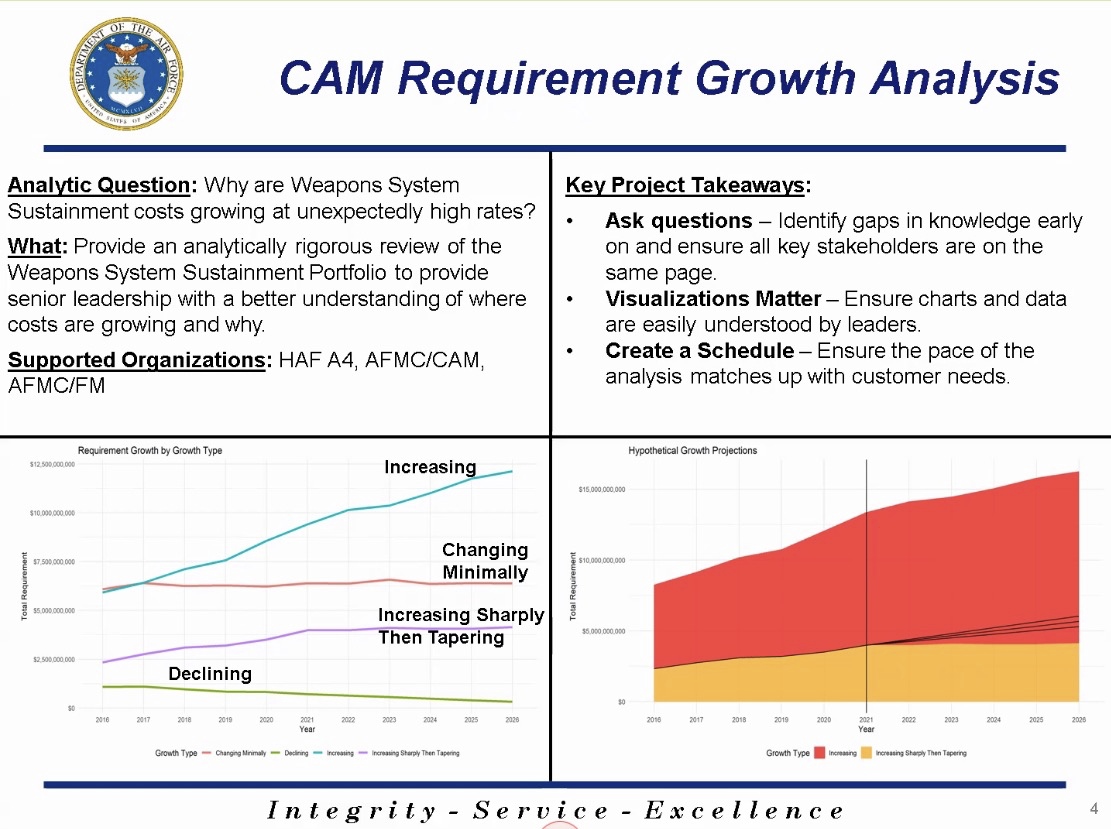 DEPARTMENT OF THE AIR FORCE
MCMXLVII
UNITED STATES OF AMERICA
CAM Requirement Growth Analysis
Analytic Question: Why are Weapons System
Sustainment costs growing at unexpectedly high rates?
What: Provide an analytically rigorous review of the
Weapons System Sustainment Portfolio to provide
senior leadership with a better understanding of where
costs are growing and why.
Supported Organizations: HAF A4, AFMC/CAM,
AFMC/FM
Key Project Takeaways:
• Ask questions – Identify gaps in knowledge early
on and ensure all key stakeholders are on the
same page.
• Visualizations Matter – Ensure charts and data
are easily understood by leaders.
• Create a Schedule – Ensure the pace of the
analysis matches up with customer needs.
Requirement Growth by Growth Type
$12,500,000,000
$10,000,000,000
$7,500,000,000
$5,000,000,000
$2,500,000,000
$0
Total Requirement
Increasing
Changing
Minimally
Increasing Sharply
Then Tapering
Declining
2016 2017 2018 2019 2020 2021 2022 2023 2024 2025 2026
Year
Growth Type Changing Minimally Declining Increasing Increasing Sharply Then Tapering
Hypothetical Growth Projections
$15,000,000,000
$10,000,000,000
$5,000,000,000
$0
Total Requirement
2016 2017 2018 2019 2020 2021 2022 2023 2024 2025 2026
Year
Growth Type Increasing Increasing Sharply Then Tapering
Integrity - Service - Excellence
4